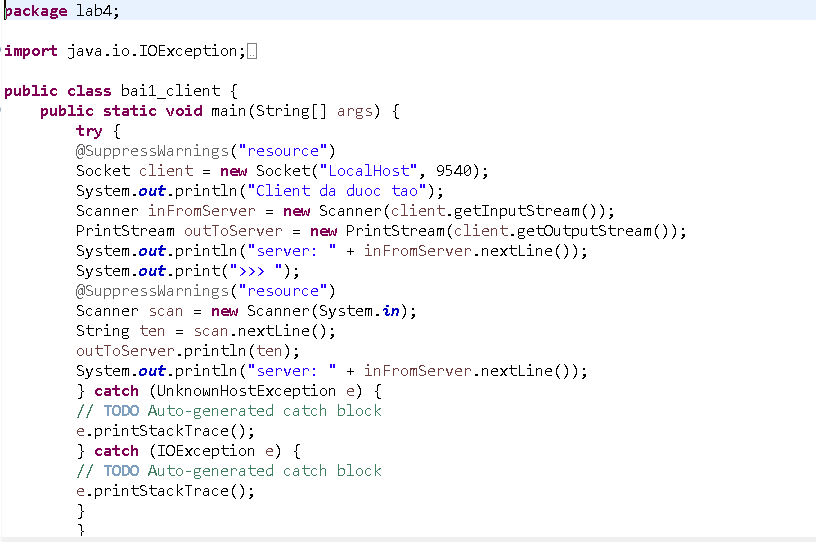 package lab4;
import java.io.IOException;
public class bai1_client {
public static void main(String[] args) {
try {
@SuppressWarnings("resource")
Socket client = new Socket("LocalHost", 9540);
System.out.println("Client da duoc tao");
Scanner inFromServer = new Scanner(client.getInputStream());
PrintStream outToServer = new PrintStream(client.getOutputStream());
System.out.println("server: " + inFromServer.nextLine());
System.out.print(">>> ");
@SuppressWarnings("resource")
Scanner scan = new Scanner(System.in);
String ten = scan.nextLine();
outToServer.println(ten);
System.out.println("server: " + inFromServer.nextLine());
} catch (UnknownHostException e) {
// TODO Auto-generated catch block
e.printStackTrace();
} catch (IOException e) {
// TODO Auto-generated catch block
e.printStackTrace();
}
}